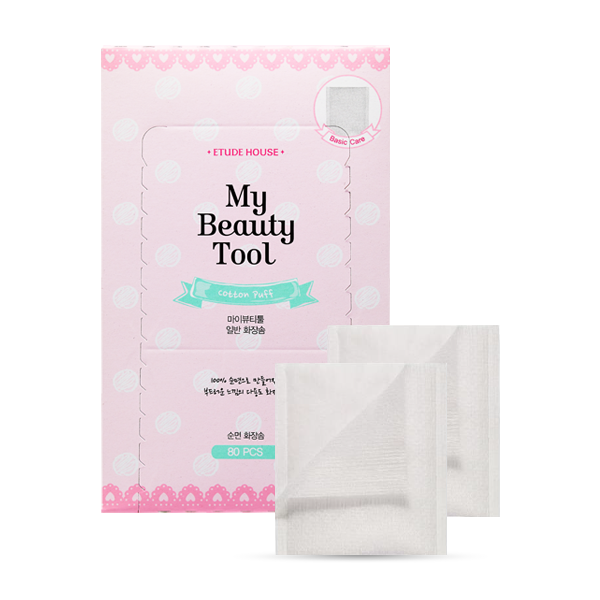 Basic Care
ETUDE HOUSE
My
Beauty
Tool
cotton Puff
마이뷰티툴
일반 화장솜
100% 순면으로 만들어져
부드러운 느낌의 다용도 화
순면 화장솜
80 PCS